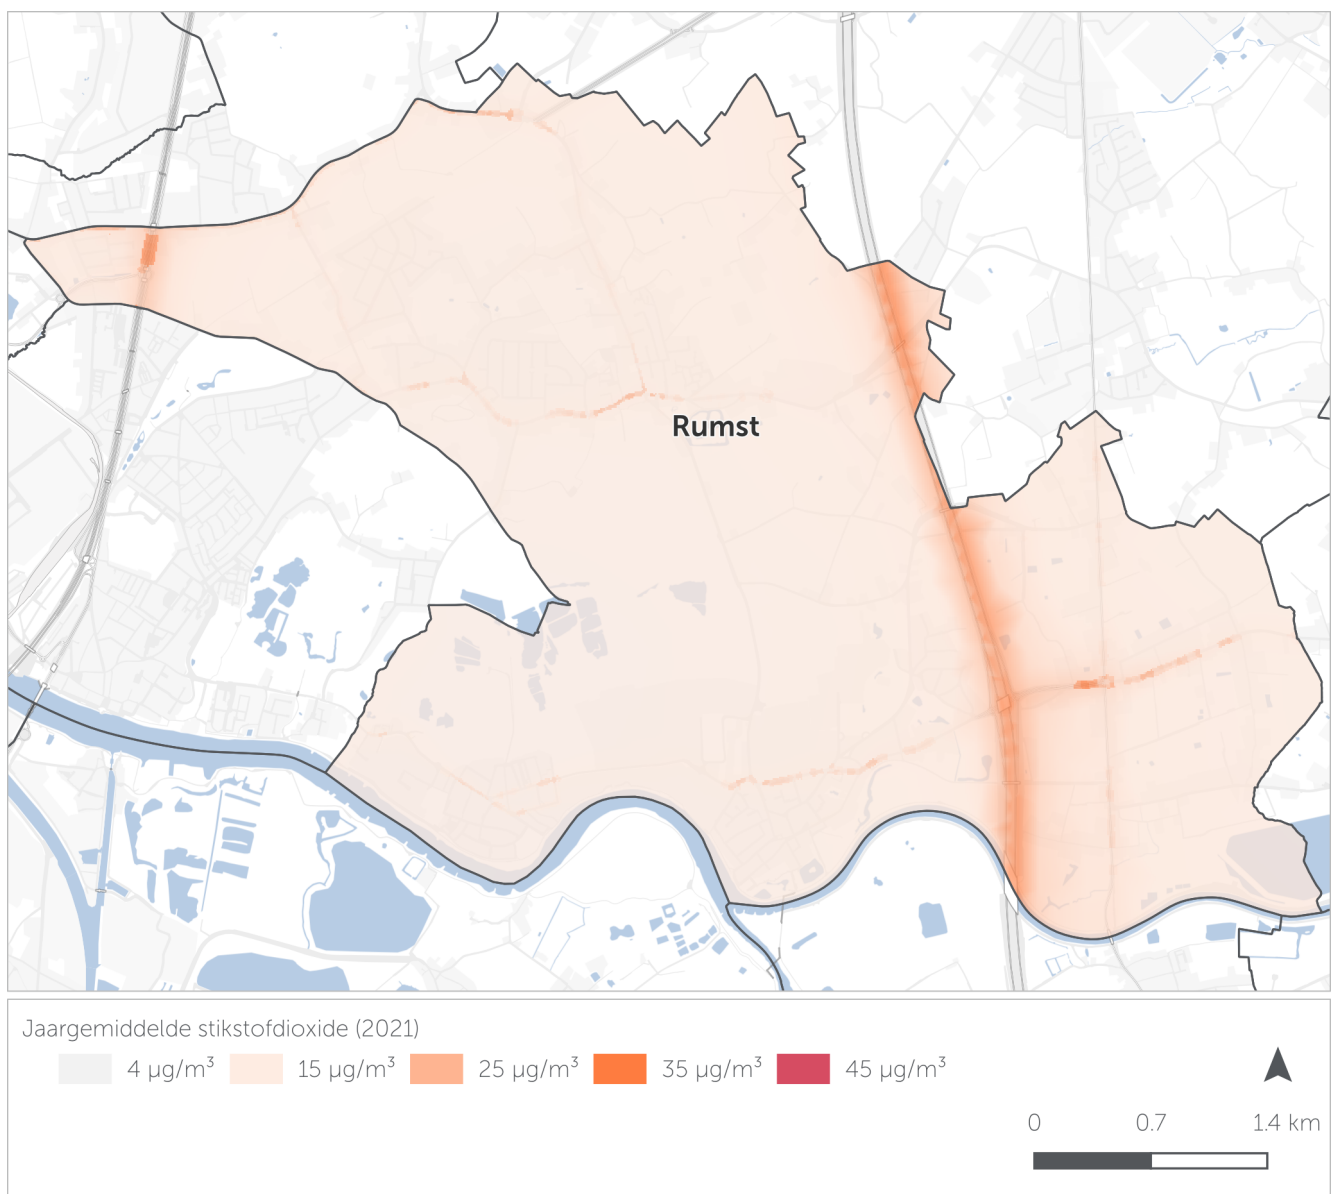 Rumst
Jaargemiddelde stikstofdioxide (2021)
4 µg/m³ 15 µg/m³ 25 µg/m³ 35 µg/m³ 45 µg/m³
0 0.7 1.4 km